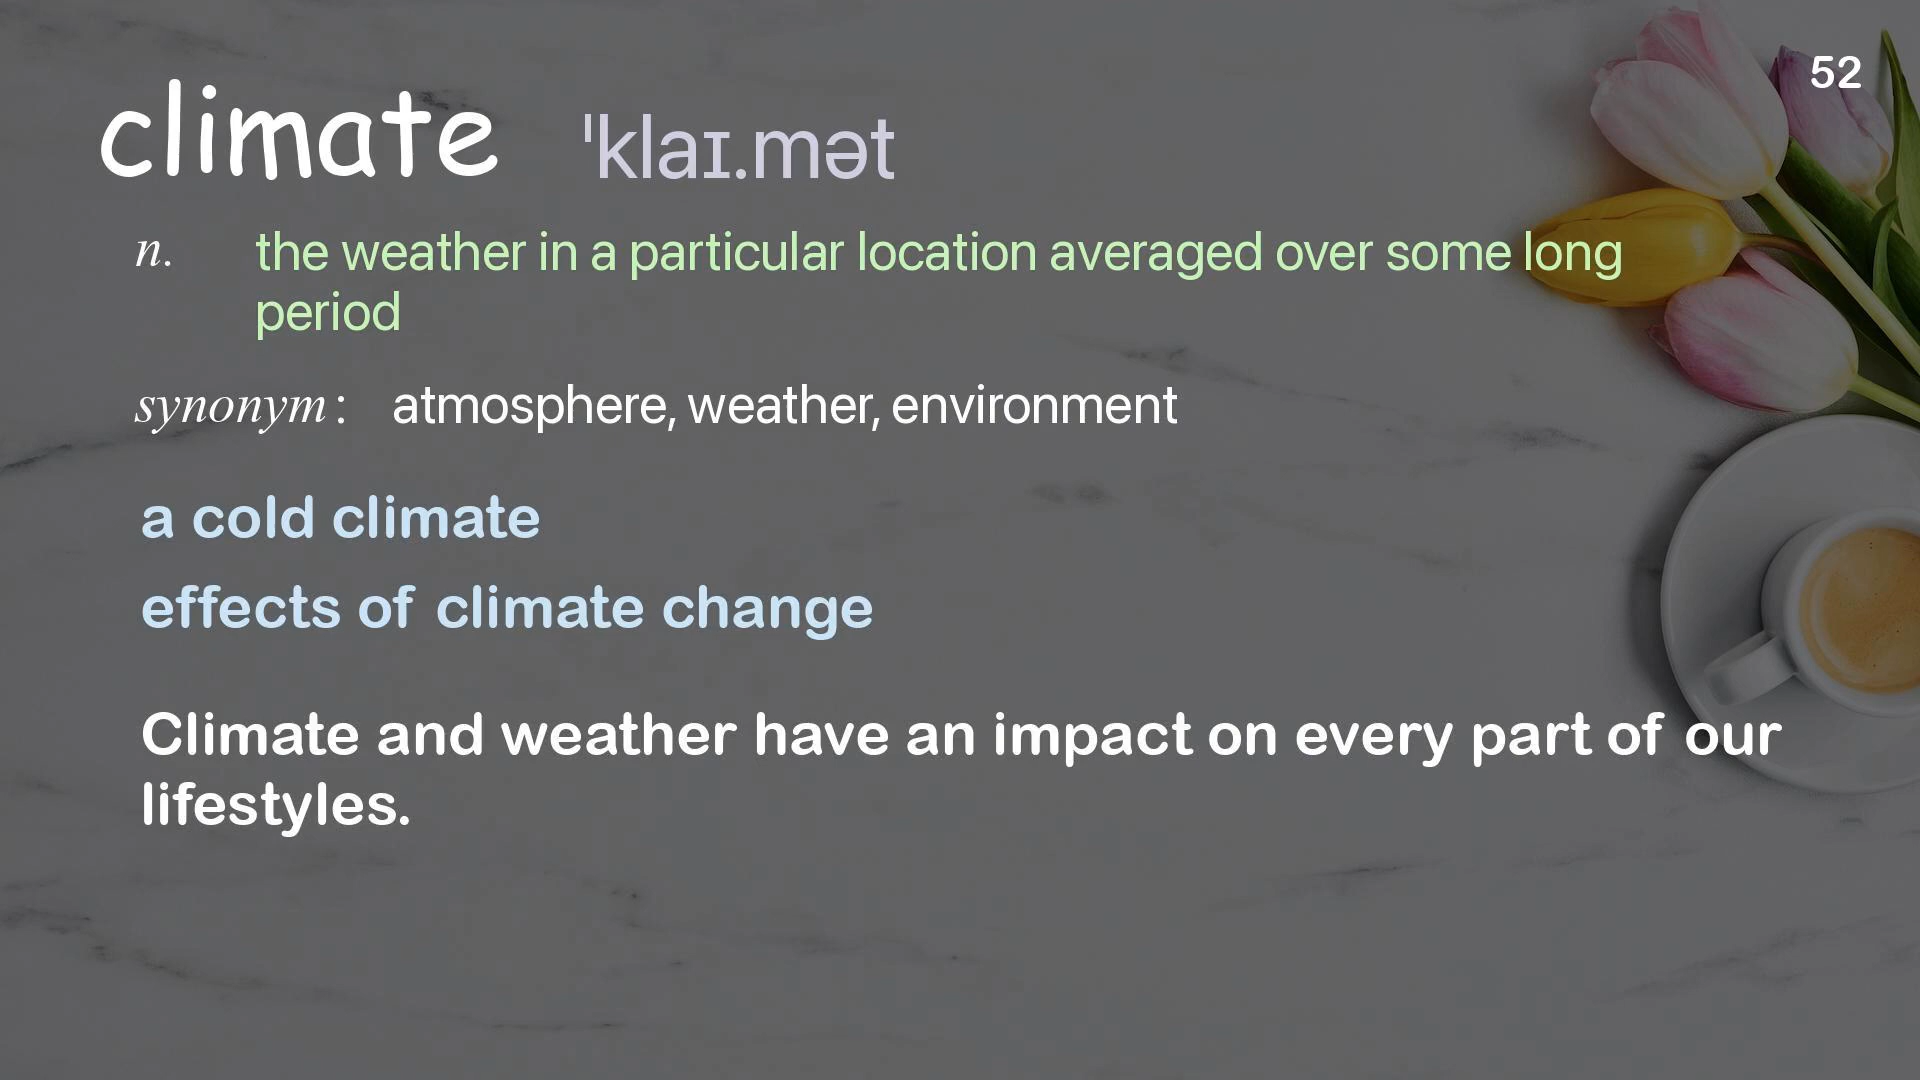 52
climate ˈklaɪ.mət
n. the weather in a particular location averaged over some long
period
synonym: atmosphere, weather, environment
a cold climate
effects of climate change
Climate and weather have an impact on every part of our
lifestyles.